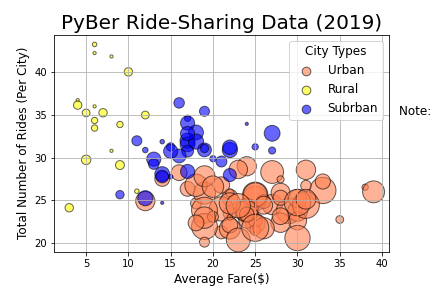 PyBer Ride-Sharing Data (2019)
Total Number of Rides (Per City)
40
35
30
25
20
5
10
15
20
25
30
35
40
Average Fare($)
City Types
Urban
Rural
Subrban
Note: